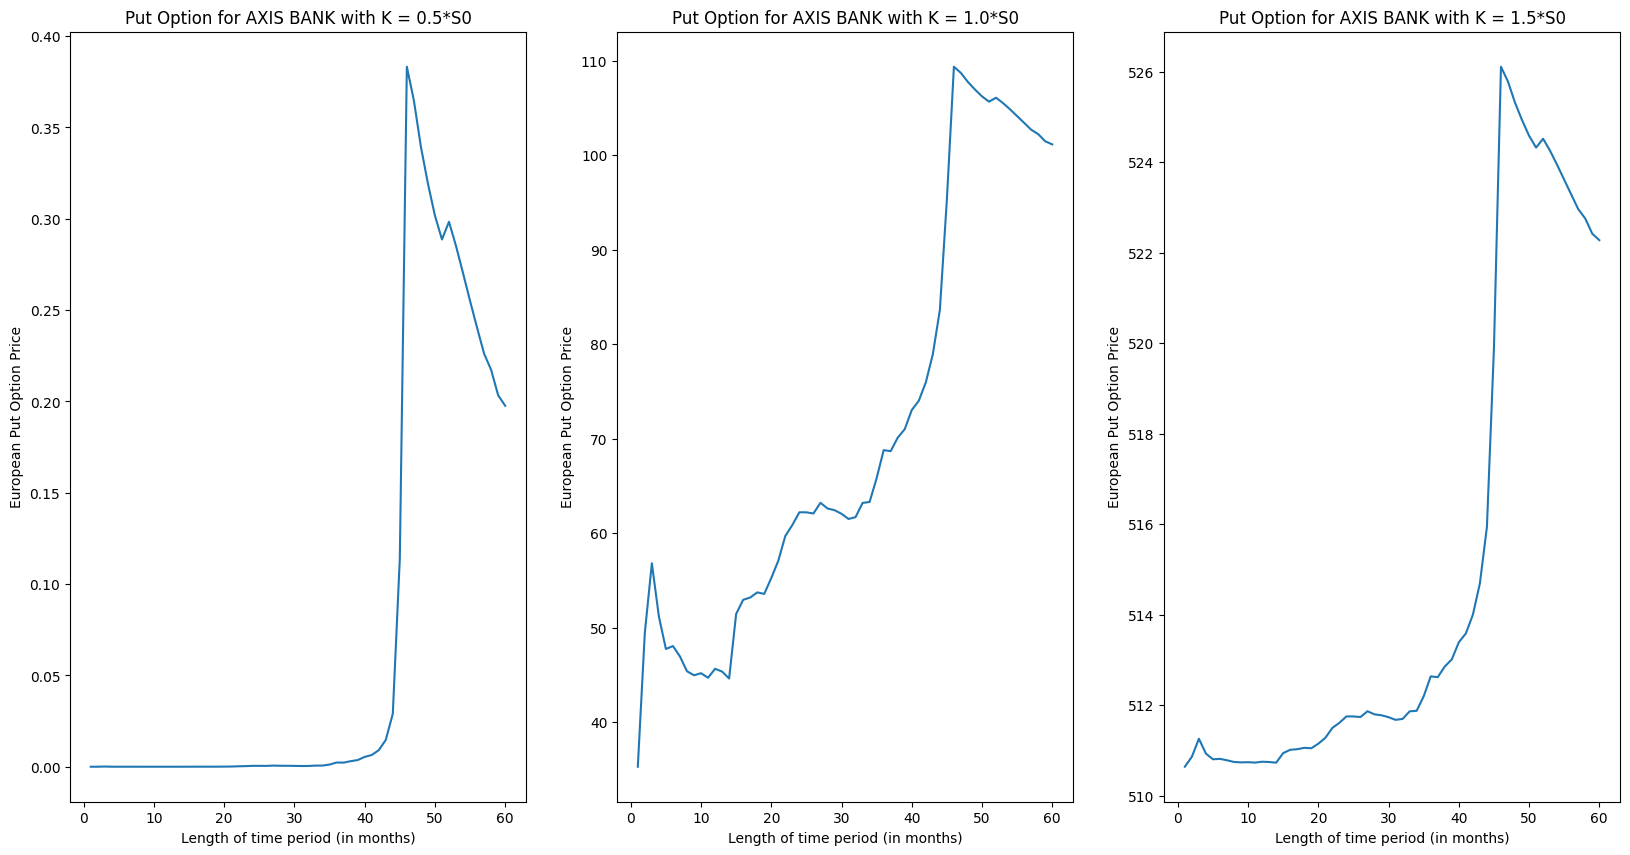 Put Option for AXIS BANK with K = 0.5*S0
European Put Option Price
0.40
0.35
0.30
0.25
0.20
0.15
0.10
0.05
0.00
0 10 20 30 40 50 60
Length of time period (in months)
Put Option for AXIS BANK with K = 1.0*S0
European Put Option Price
110
100
90
80
70
60
50
40
0 10 20 30 40 50 60
Length of time period (in months)
Put Option for AXIS BANK with K = 1.5*S0
European Put Option Price
526
524
522
520
518
516
514
512
510
0 10 20 30 40 50 60
Length of time period (in months)